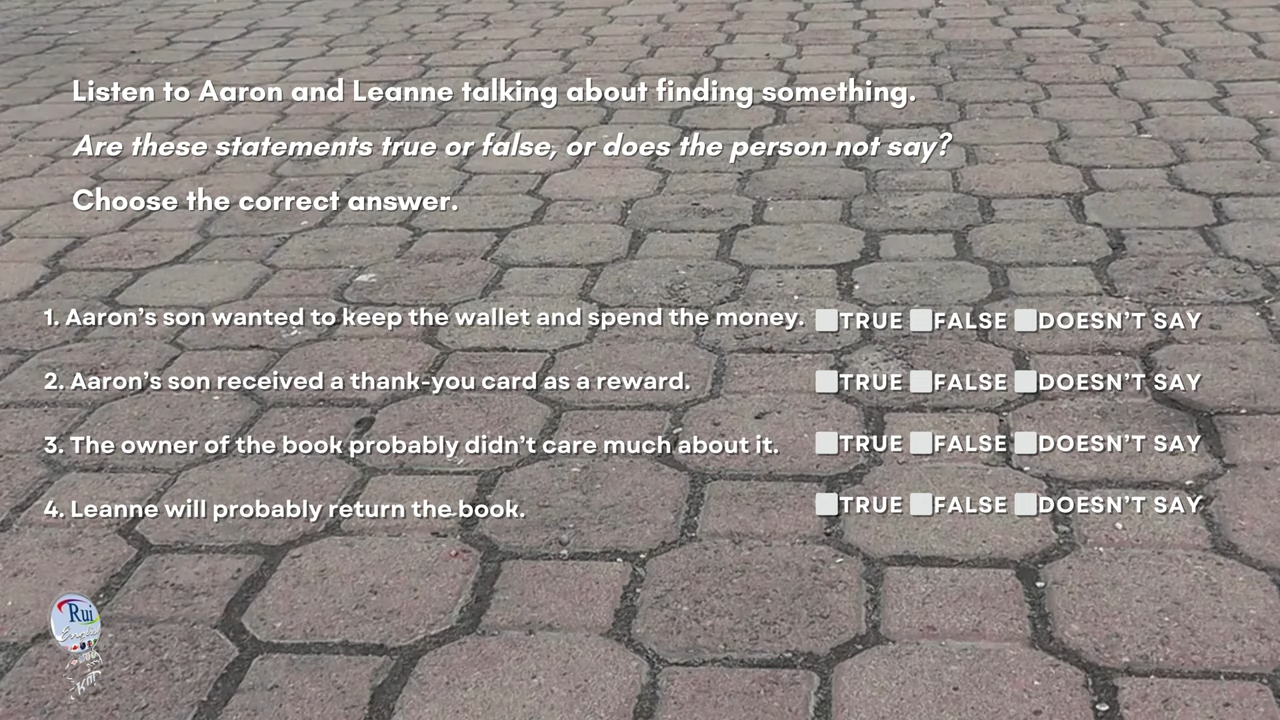 Listen to Aaron and Leanne talking about finding something.
Are these statements true or false, or does the person not say?
Choose the correct answer.
1. Aaron’s son wanted to keep the wallet and spend the money. TRUE FALSE DOESN’T SAY
2. Aaron’s son received a thank-you card as a reward. TRUE FALSE DOESN’T SAY
3. The owner of the book probably didn’t care much about it. TRUE FALSE DOESN’T SAY
4. Leanne will probably return the book. TRUE FALSE DOESN’T SAY
Rui